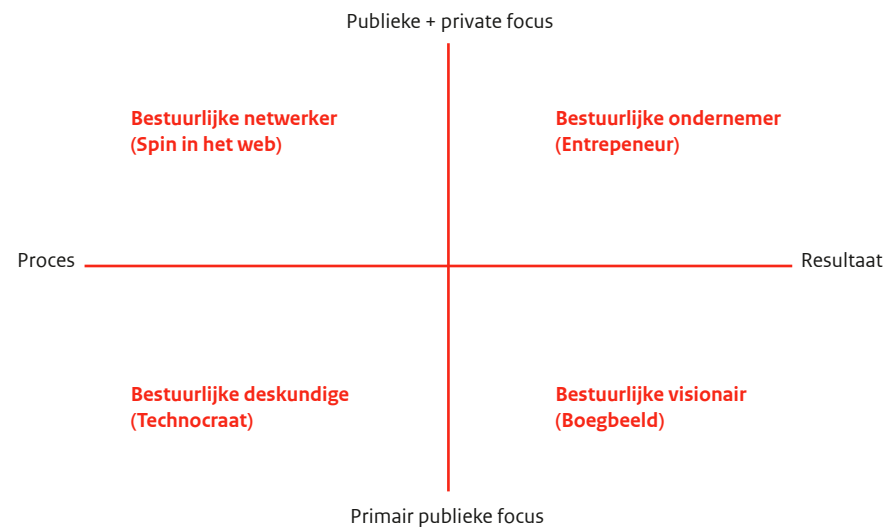 Publieke + private focus
Bestuurlijke netwerker
(Spin in het web)
Bestuurlijke ondernemer
(Entrepeneur)
Proces
Resultaat
Bestuurlijke deskundige
(Technocraat)
Bestuurlijke visionair
(Boegbeeld)
Primair publieke focus